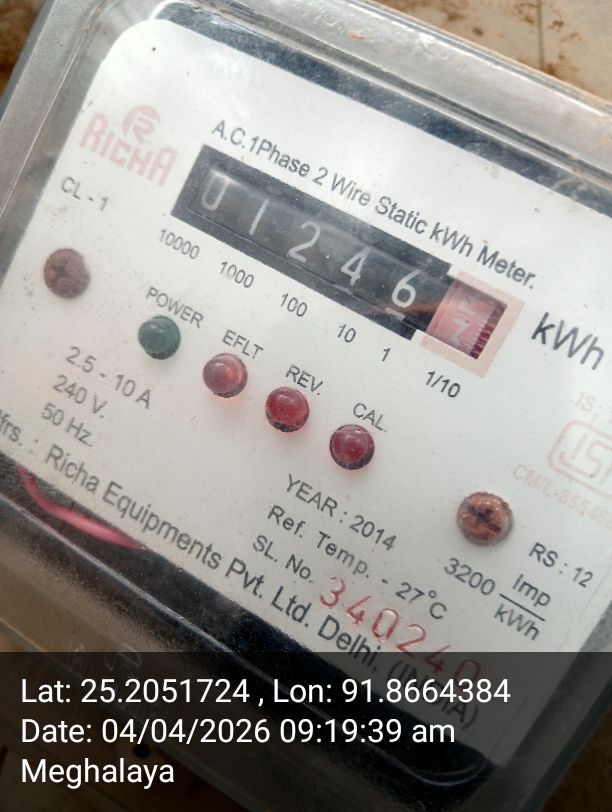 RICHA
A.C.1Phase 2 Wire Static kWh Meter.
CL - 1
01246
kWh
10000 1000 100 10 1 1/10
POWER EFLT REV. CAL.
2.5 - 10 A
240 V.
50 Hz.
YEAR : 2014
Ref. Temp. - 27°C
SL. No.
3200 Imp/kWh
RS : 12
Mfrs. : Richa Equipments Pvt. Ltd. Delhi, (INDIA)
Lat: 25.2051724 , Lon: 91.8664384
Date: 04/04/2026 09:19:39 am
Meghalaya